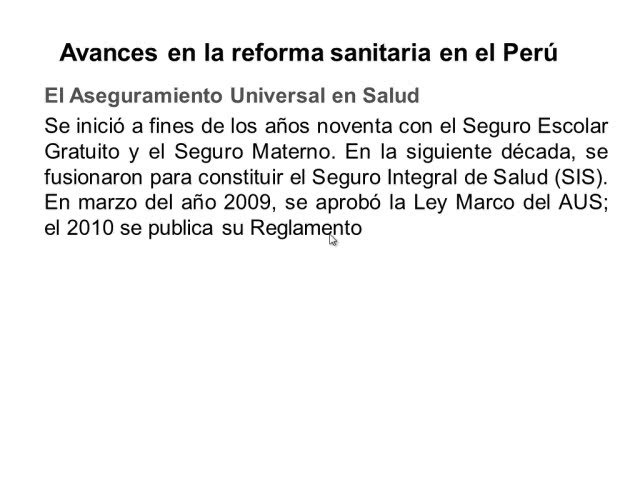 Avances en la reforma sanitaria en el Perú
El Aseguramiento Universal en Salud
Se inició a fines de los años noventa con el Seguro Escolar
Gratuito y el Seguro Materno. En la siguiente década, se
fusionaron para constituir el Seguro Integral de Salud (SIS).
En marzo del año 2009, se aprobó la Ley Marco del AUS;
el 2010 se publica su Reglamento